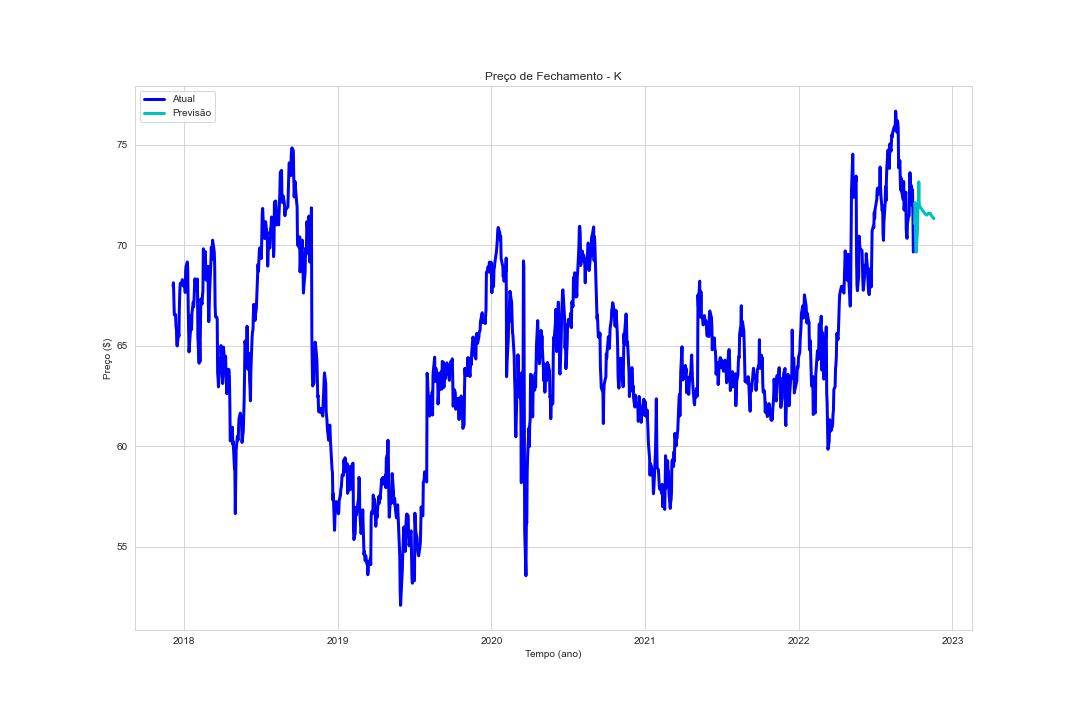 Preço de Fechamento - K
Atual
Previsão
75
70
65
60
55
Preço ($)
2018 2019 2020 2021 2022 2023
Tempo (ano)